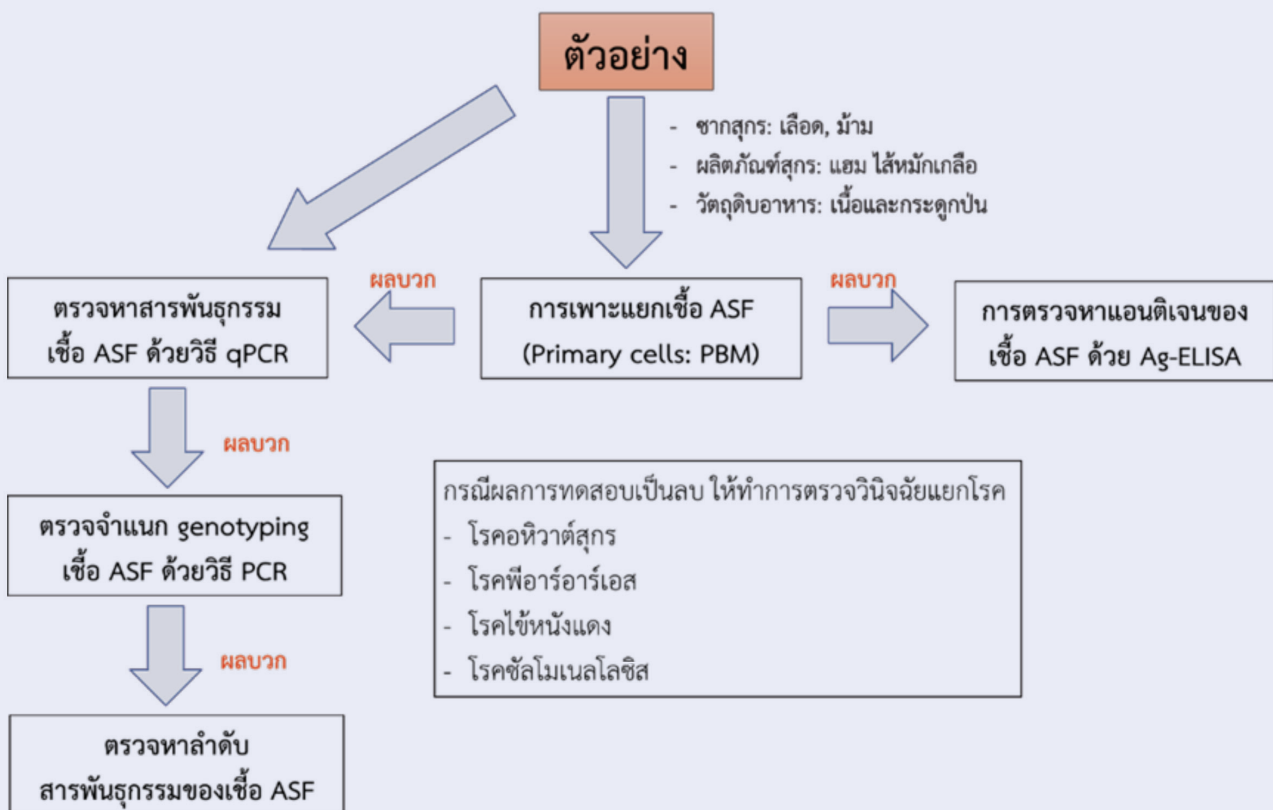 ตัวอย่าง
- ซากสุกร: เลือด, ม้าม
- ผลิตภัณฑ์สุกร: แฮม ไส้หมักเกลือ
- วัตถุดิบอาหาร: เนื้อและกระดูกป่น
ตรวจหาสารพันธุกรรม
เชื้อ ASF ด้วยวิธี qPCR
ผลบวก
การเพาะแยกเชื้อ ASF
(Primary cells: PBM)
ผลบวก
การตรวจหาแอนติเจนของ
เชื้อ ASF ด้วย Ag-ELISA
ผลบวก
ตรวจจำแนก genotyping
เชื้อ ASF ด้วยวิธี PCR
ผลบวก
ตรวจหาลำดับ
สารพันธุกรรมของเชื้อ ASF
กรณีผลการทดสอบเป็นลบ ให้ทำการตรวจวินิจฉัยแยกโรค
- โรคอหิวาต์สุกร
- โรคพีอาร์อาร์เอส
- โรคไข้หนังแดง
- โรคซัลโมเนลโลซิส